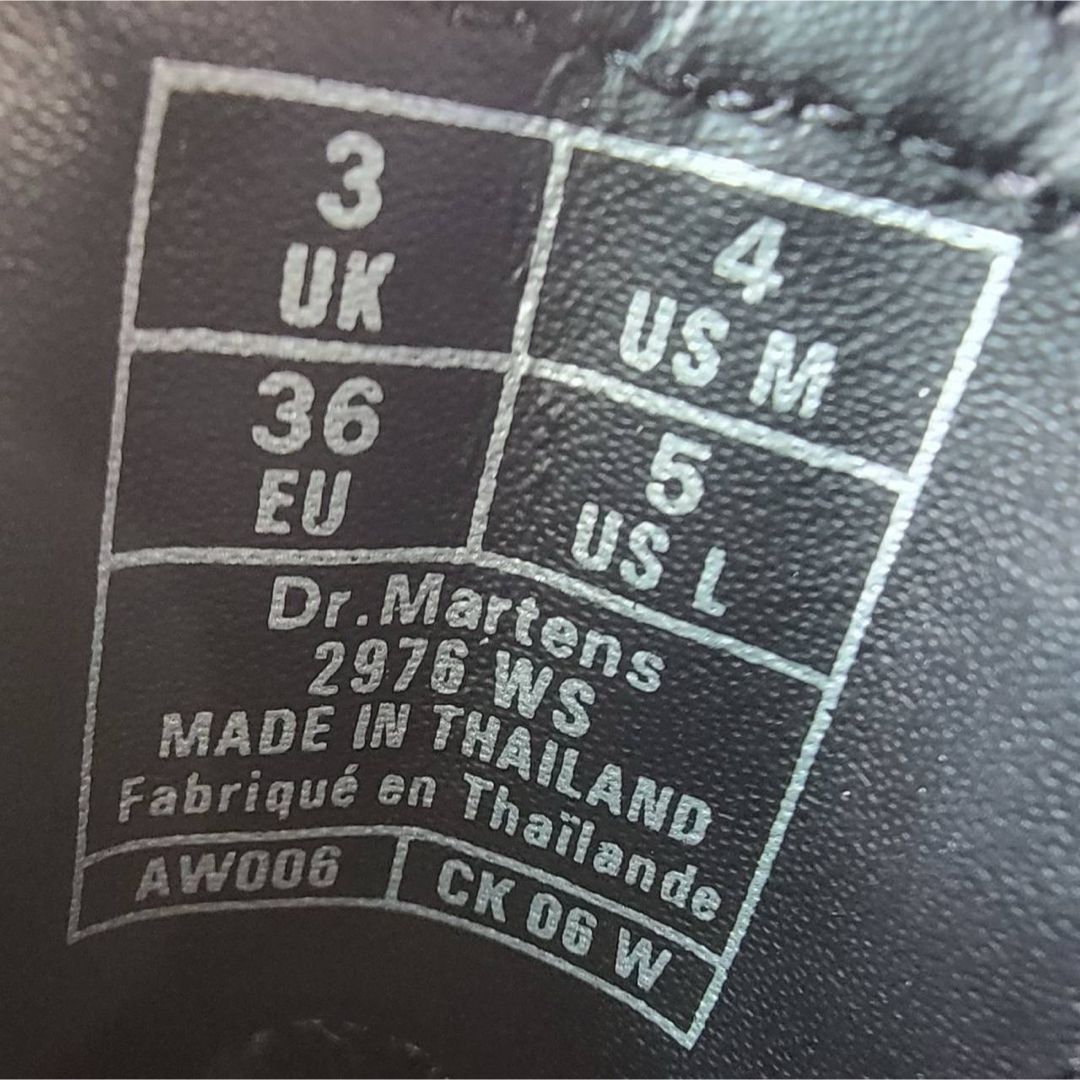 3
UK
4
US M
36
EU
5
US L
Dr.Martens
2976 WS
MADE IN THAILAND
Fabriqué en Thaïlande
AW006
CK 06 W